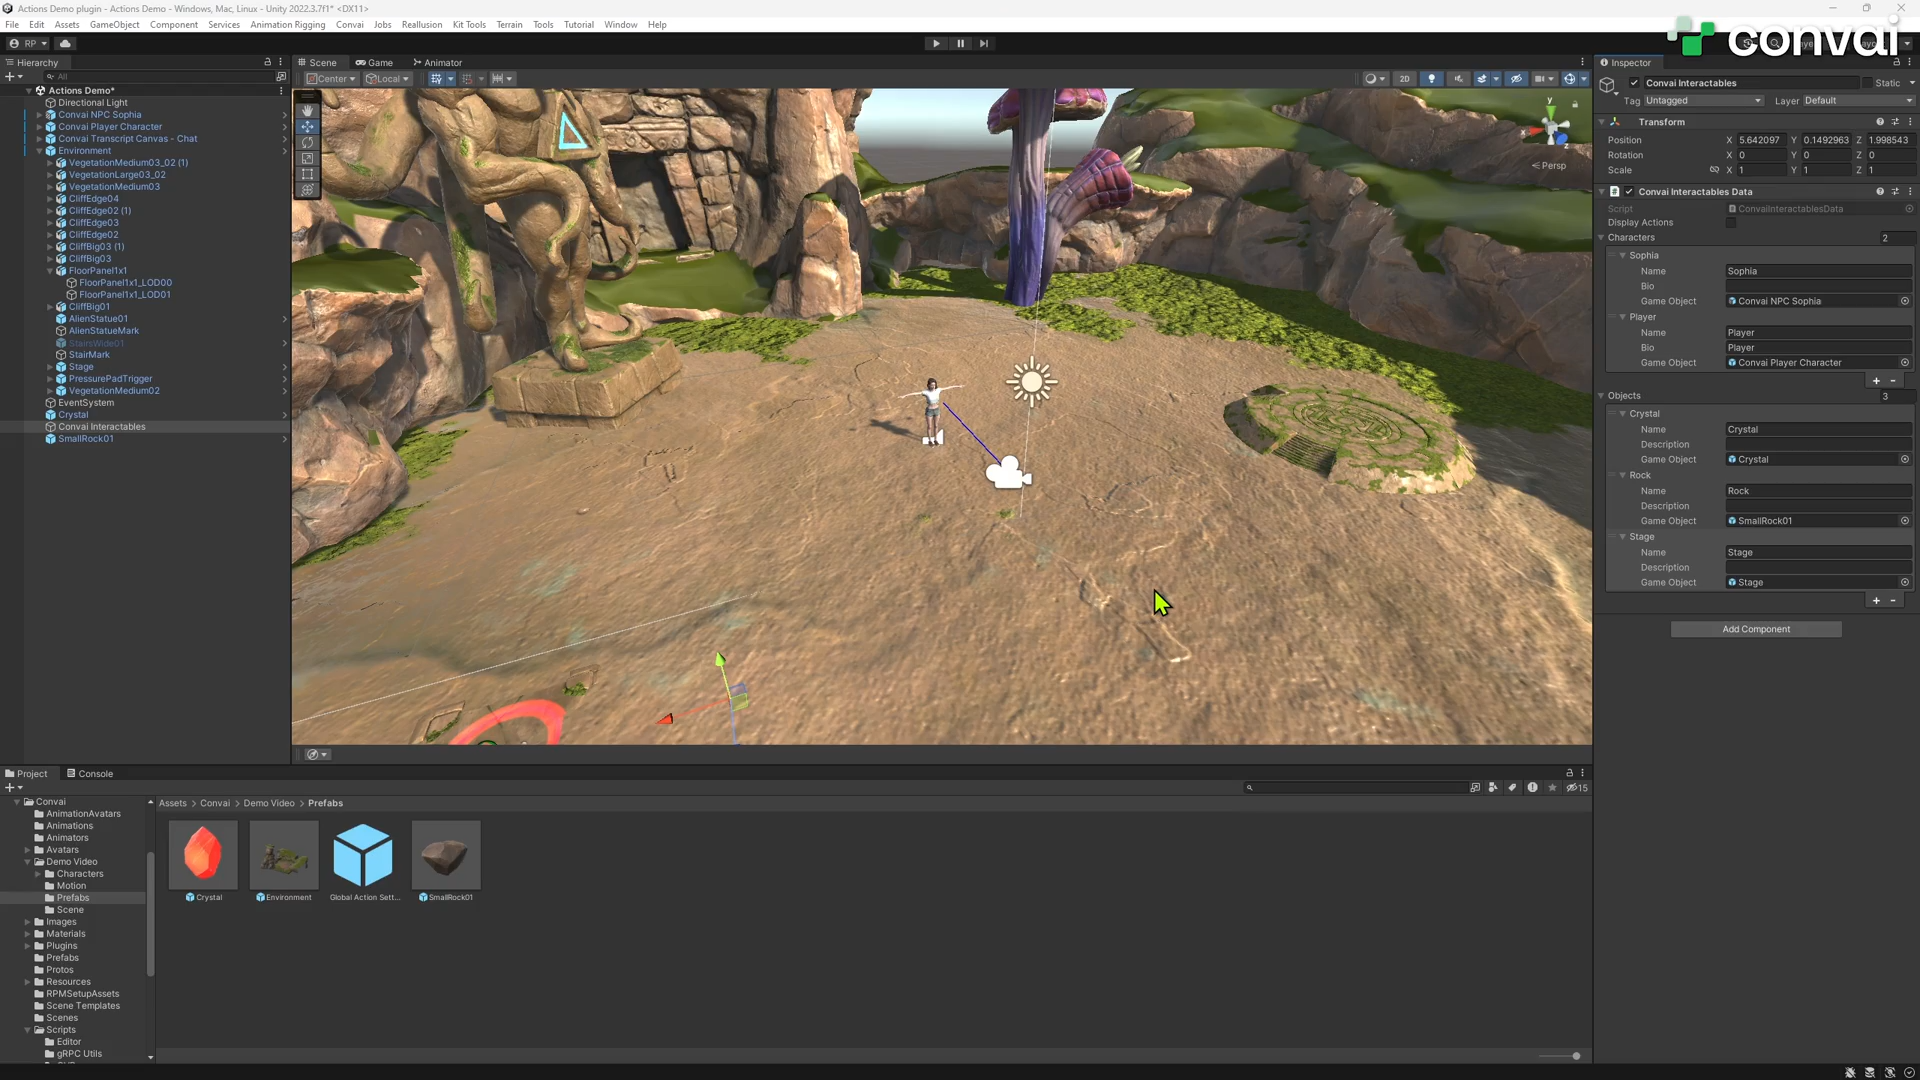 Actions Demo plugin - Actions Demo - Windows, Mac, Linux - Unity 2022.3.7f1* <DX11>
File Edit Assets GameObject Component Services Animation Rigging Convai Jobs Reallusion Kit Tools Terrain Tools Tutorial Window Help
RP
convai
Hierarchy
All
Actions Demo*
Directional Light
Convai NPC Sophia
Convai Player Character
Convai Transcript Canvas - Chat
Environment
VegetationMedium03_02 (1)
VegetationLarge03_02
VegetationMedium03
CliffEdge04
CliffEdge02 (1)
CliffEdge03
CliffEdge02
CliffBig03 (1)
CliffBig03
FloorPanel1x1
FloorPanel1x1_LOD00
FloorPanel1x1_LOD01
CliffBig01
AlienStatue01
AlienStatueMark
StairsWide01
StairMark
Stage
PressurePadTrigger
VegetationMedium02
EventSystem
Crystal
Convai Interactables
SmallRock01
Scene Game Animator
Center Local
2D
y
x
z
Persp
Inspector
Convai Interactables Static
Tag Untagged Layer Default
Transform
Position X 5.642097 Y 0.1492963 Z 1.998543
Rotation X 0 Y 0 Z 0
Scale X 1 Y 1 Z 1
Convai Interactables Data
Script ConvaiInteractablesData
Display Actions
Characters 2
Sophia
Name Sophia
Bio
Game Object Convai NPC Sophia
Player
Name Player
Bio Player
Game Object Convai Player Character
Objects 3
Crystal
Name Crystal
Description
Game Object Crystal
Rock
Name Rock
Description
Game Object SmallRock01
Stage
Name Stage
Description
Game Object Stage
Add Component
Project Console
15
Convai
AnimationAvatars
Animations
Animators
Avatars
Demo Video
Characters
Motion
Prefabs
Scene
Images
Materials
Plugins
Prefabs
Protos
Resources
RPMSetupAssets
Scene Templates
Scenes
Scripts
Editor
gRPC Utils
Assets > Convai > Demo Video > Prefabs
Crystal Environment Global Action Sett... SmallRock01